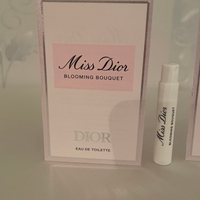 Miss Dior
BLOOMING BOUQUET
DIOR
EAU DE TOILETTE
Miss Dior
BLOOMING BOUQUET